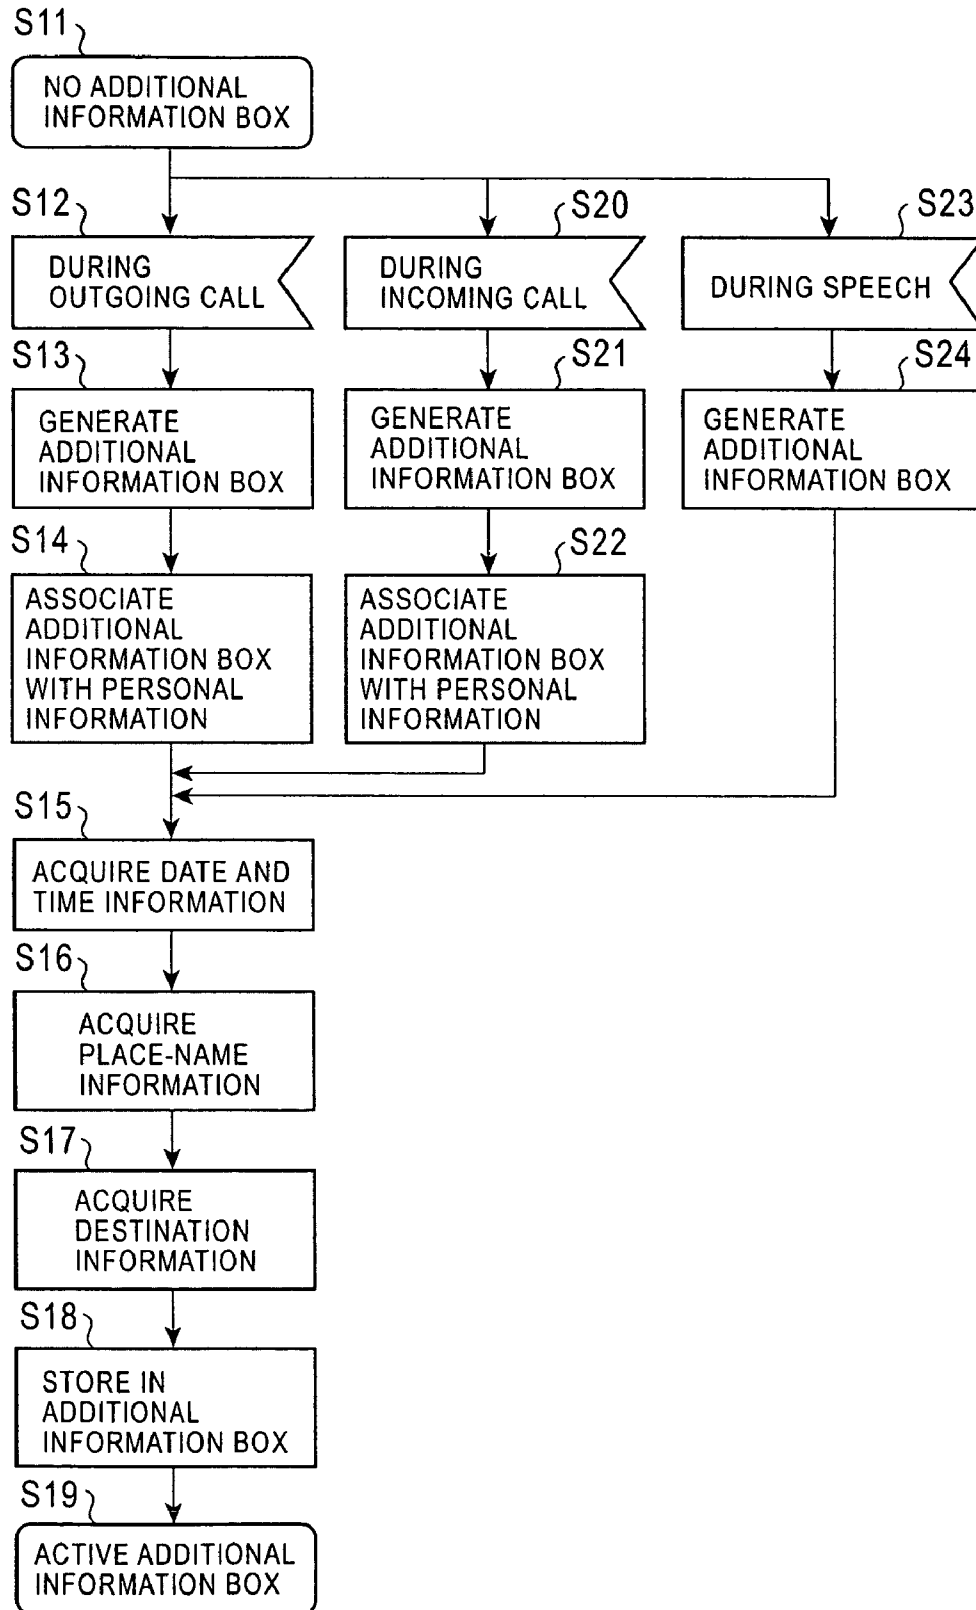 S11
NO ADDITIONAL
INFORMATION BOX
S12
DURING
OUTGOING CALL
S20
DURING
INCOMING CALL
S23
DURING SPEECH
S13
GENERATE
ADDITIONAL
INFORMATION BOX
S21
GENERATE
ADDITIONAL
INFORMATION BOX
S24
GENERATE
ADDITIONAL
INFORMATION BOX
S14
ASSOCIATE
ADDITIONAL
INFORMATION BOX
WITH PERSONAL
INFORMATION
S22
ASSOCIATE
ADDITIONAL
INFORMATION BOX
WITH PERSONAL
INFORMATION
S15
ACQUIRE DATE AND
TIME INFORMATION
S16
ACQUIRE
PLACE-NAME
INFORMATION
S17
ACQUIRE
DESTINATION
INFORMATION
S18
STORE IN
ADDITIONAL
INFORMATION BOX
S19
ACTIVE ADDITIONAL
INFORMATION BOX